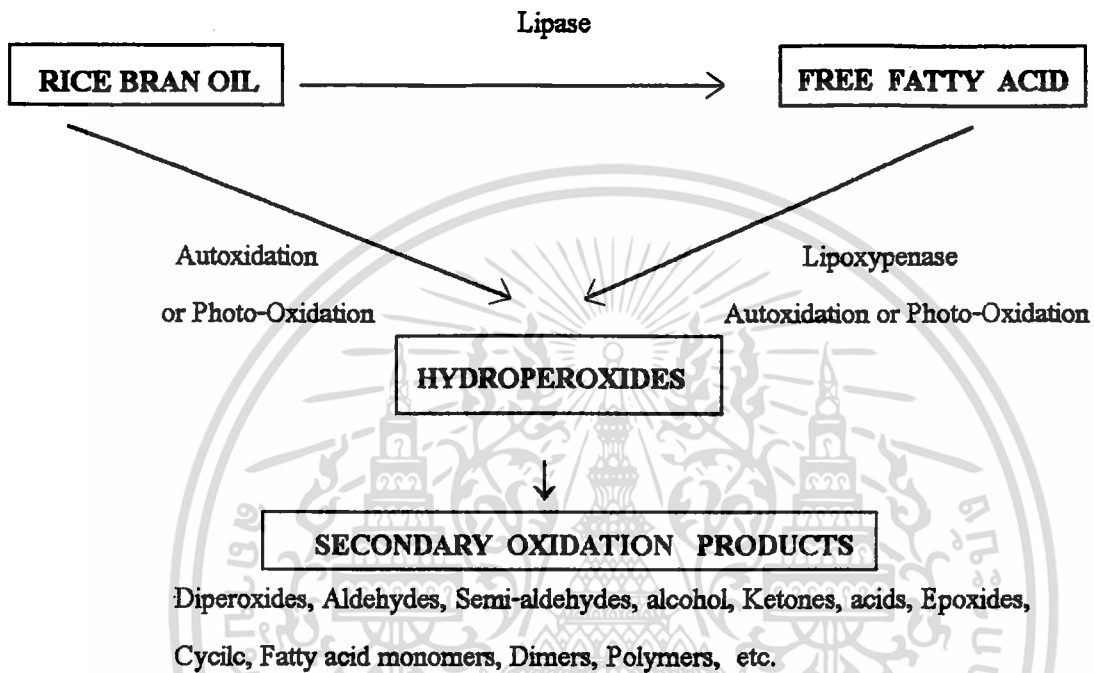 Lipase
RICE BRAN OIL
FREE FATTY ACID
Autoxidation
or Photo-Oxidation
Lipoxypenase
Autoxidation or Photo-Oxidation
HYDROPEROXIDES
SECONDARY OXIDATION PRODUCTS
Diperoxides, Aldehydes, Semi-aldehydes, alcohol, Ketones, acids, Epoxides,
Cycilc, Fatty acid monomers, Dimers, Polymers, etc.